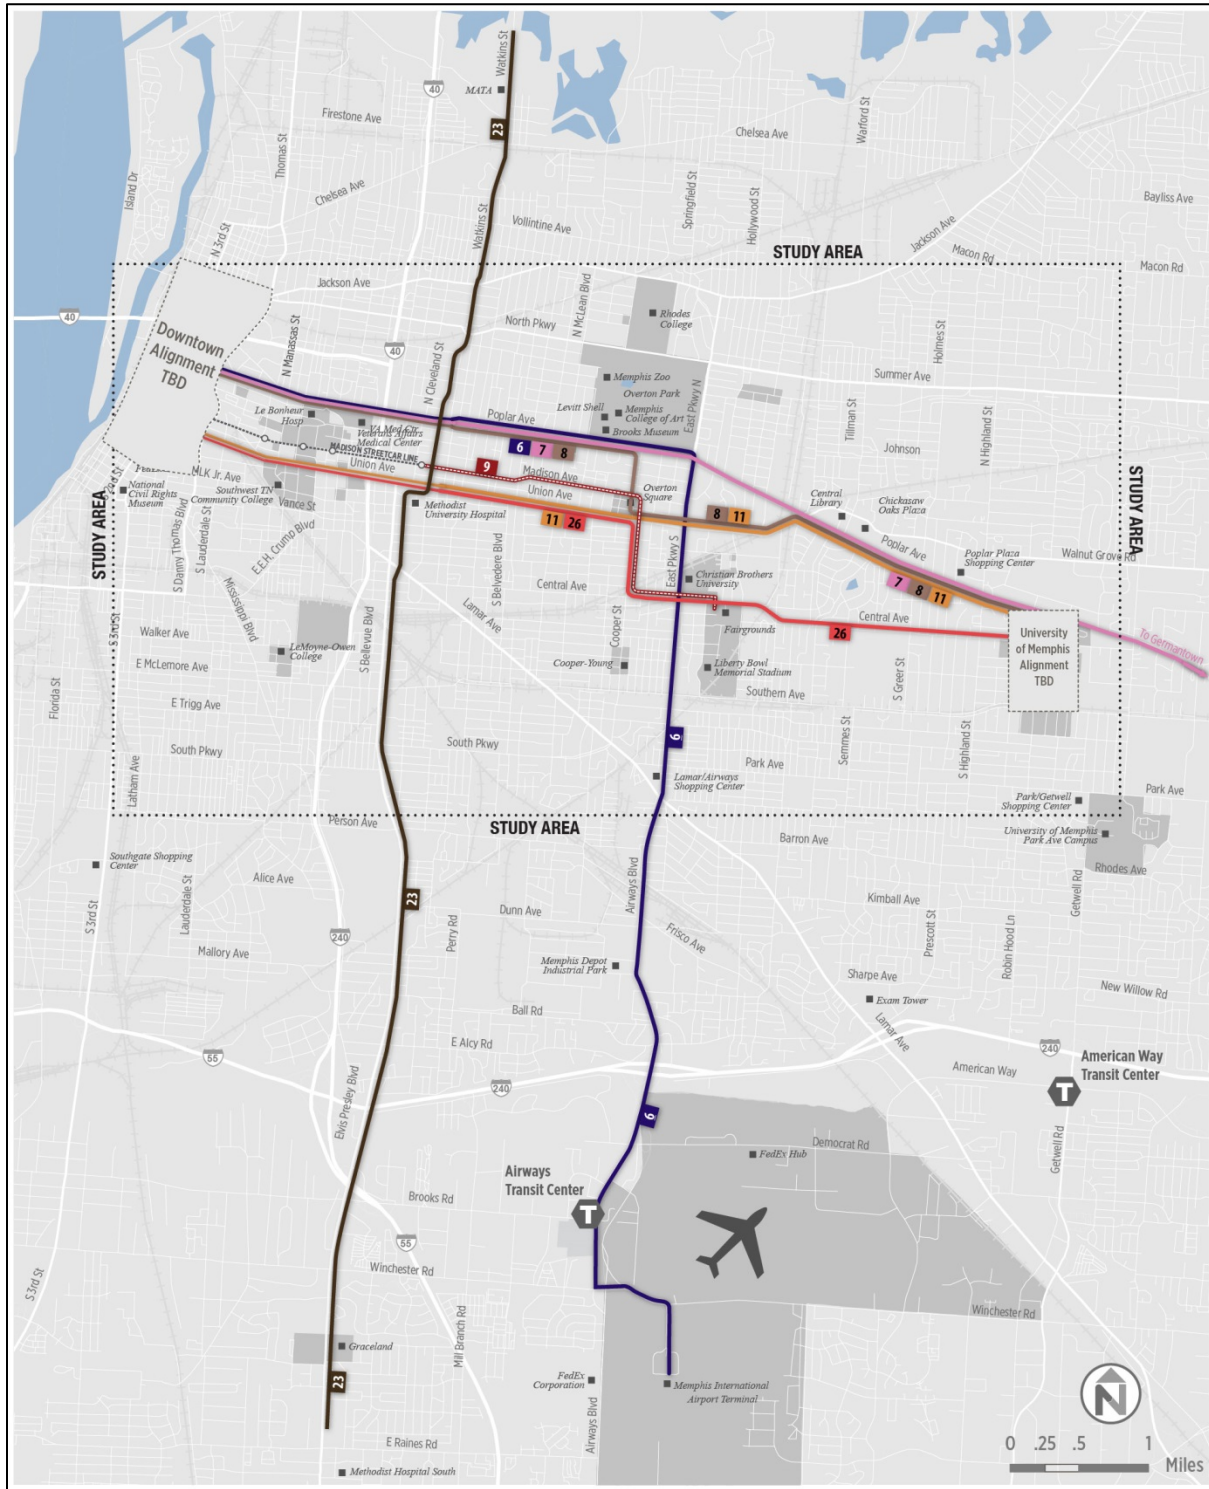 Watkins St
MATA
40
23
Firestone Ave
Thomas St
Chelsea Ave
Warford St
Island Dr
Chelsea Ave
Springfield St
Hollywood St
Bayliss Ave
N 3rd St
Watkins St
Vollintine Ave
Jackson Ave
Macon Rd
Macon Rd
STUDY AREA
Jackson Ave
N McLean Blvd
40
North Pkwy
Rhodes
College
Holmes St
Downtown
Alignment
TBD
N Manassas St
40
N Cleveland St
Summer Ave
Memphis Zoo
Overton Park
East Pkwy N
Levitt Shell
Memphis
College of Art
Brooks Museum
Le Bonheur
Hosp
VA Med Ctr
Veterans Affairs
Medical Center
Poplar Ave
Tillman St
N Highland St
Johnson
6 7 8
MADISON STREETCAR LINE
9
Madison Ave
Union Ave
Union Ave
Overton
Square
MLK Jr. Ave
S 2nd St
National
Civil Rights
Museum
Southwest TN
Community College
Vance St
Methodist
University Hospital
11 26
8 11
Central
Library
Chickasaw
Oaks Plaza
STUDY AREA
STUDY AREA
S Danny Thomas Blvd
S Lauderdale St
E.E.H. Crump Blvd
S Belvedere Blvd
East Pkwy S
Poplar Ave
Walnut Grove Rd
Poplar Plaza
Shopping Center
Christian Brothers
University
7 8 11
Mississippi Blvd
Central Ave
Lamar Ave
Cooper St
Central Ave
Fairgrounds
26
University
of Memphis
Alignment
TBD
To Germantown
S 3rd St
Walker Ave
S Bellevue Blvd
LeMoyne-Owen
College
E McLemore Ave
Cooper-Young
Liberty Bowl
Memorial Stadium
Southern Ave
S Greer St
Florida St
E Trigg Ave
South Pkwy
South Pkwy
6
Semmes St
S Highland St
Latham Ave
Park Ave
Lamar/Airways
Shopping Center
Park/Getwell
Shopping Center
Park Ave
Person Ave
STUDY AREA
Barron Ave
University of Memphis
Park Ave Campus
Southgate Shopping
Center
Rhodes Ave
Alice Ave
Lauderdale St
S 3rd St
23
Airways Blvd
Kimball Ave
Getwell Rd
Dunn Ave
Perry Rd
240
Frisco Ave
Prescott St
Robin Hood Ln
Mallory Ave
Memphis Depot
Industrial Park
Sharpe Ave
New Willow Rd
Exam Tower
Ball Rd
Lamar Ave
E Alcy Rd
55
240
240
American Way
American Way
Transit Center
T
Elvis Presley Blvd
6
Democrat Rd
FedEx Hub
Getwell Rd
Airways
Transit Center
T
Brooks Rd
55
Winchester Rd
S 3rd St
Winchester Rd
Mill Branch Rd
Graceland
23
FedEx
Corporation
Memphis International
Airport Terminal
Airways Blvd
N
E Raines Rd
0 .25 .5 1
Miles
Methodist Hospital South